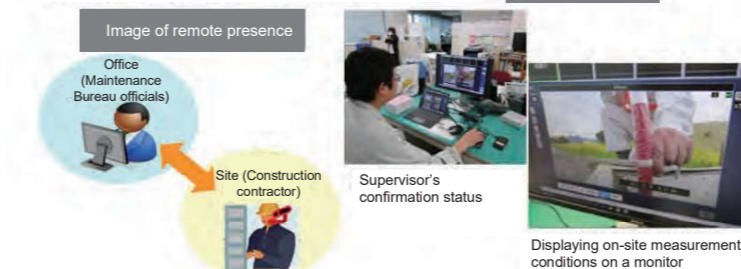 Image of remote presence
Office
(Maintenance
Bureau officials)
Site (Construction
contractor)
Supervisor's
confirmation status
Displaying on-site measurement
conditions on a monitor